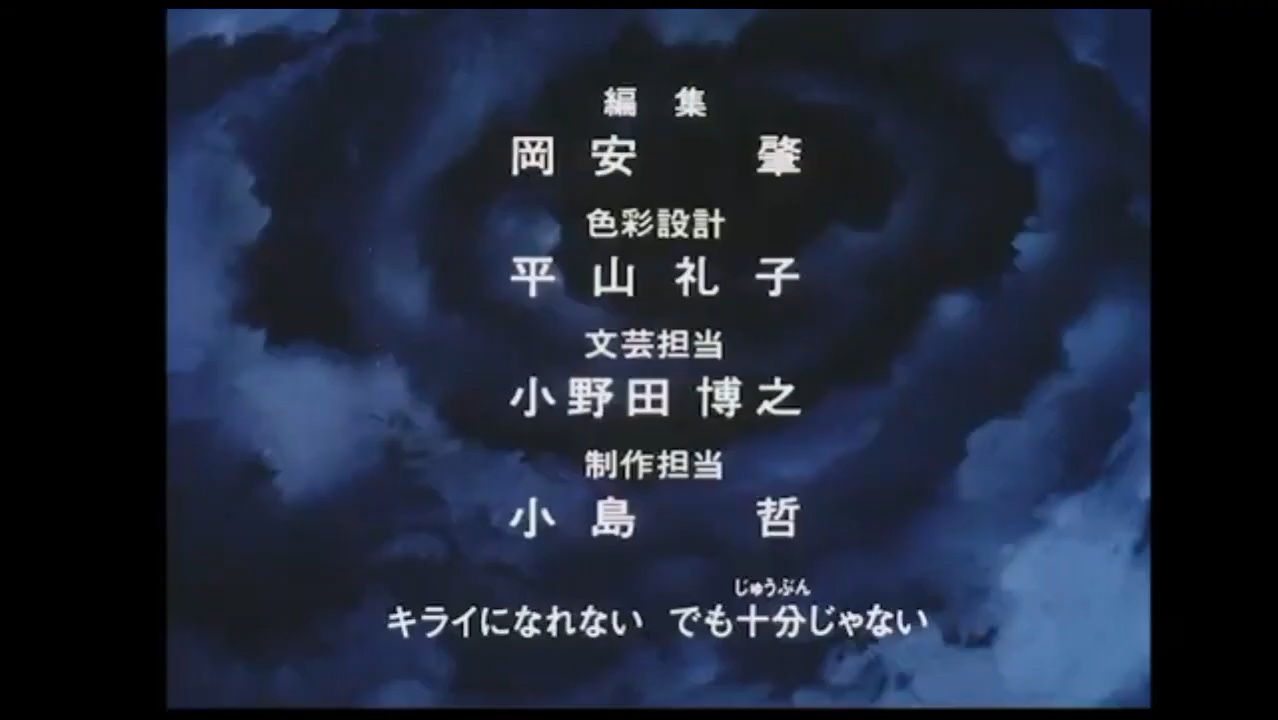 編 集
岡安 肇
色彩設計
平山礼子
文芸担当
小野田博之
制作担当
小島 哲
じゅうぶん
キライになれない でも十分じゃない